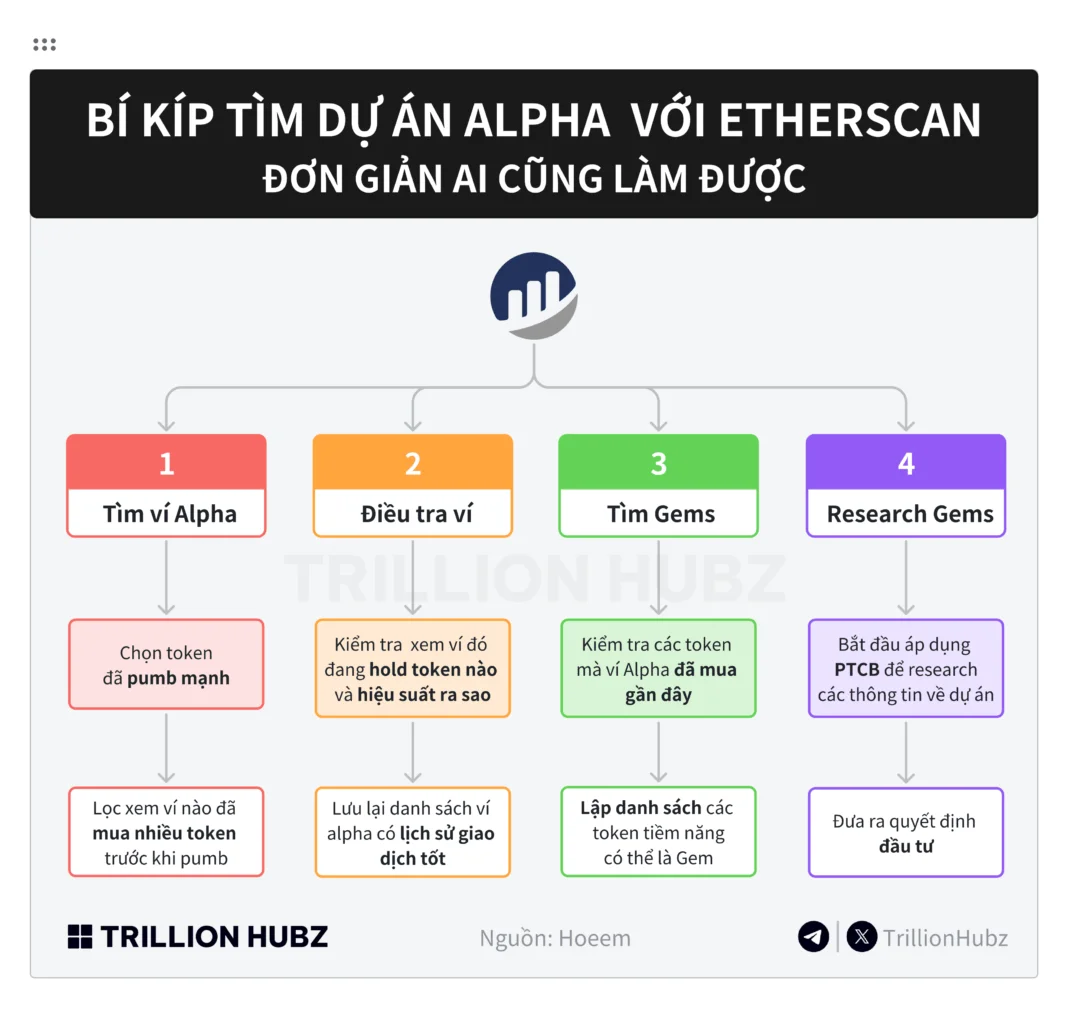 BÍ KÍP TÌM DỰ ÁN ALPHA VỚI ETHERSCAN
ĐƠN GIẢN AI CŨNG LÀM ĐƯỢC
1
Tìm ví Alpha
Chọn token
đã pumb mạnh
Lọc xem ví nào đã
mua nhiều token
trước khi pumb
2
Điều tra ví
Kiểm tra xem ví đó
đang hold token nào
và hiệu suất ra sao
Lưu lại danh sách ví
alpha có lịch sử giao
dịch tốt
3
Tìm Gems
Kiểm tra các token
mà ví Alpha đã mua
gần đây
Lập danh sách các
token tiềm năng
có thể là Gem
4
Research Gems
Bắt đầu áp dụng
PTCB để research
các thông tin về dự án
Đưa ra quyết định
đầu tư
TRILLION HUBZ
TRILLION HUBZ
Nguồn: Hoeem
TrillionHubz